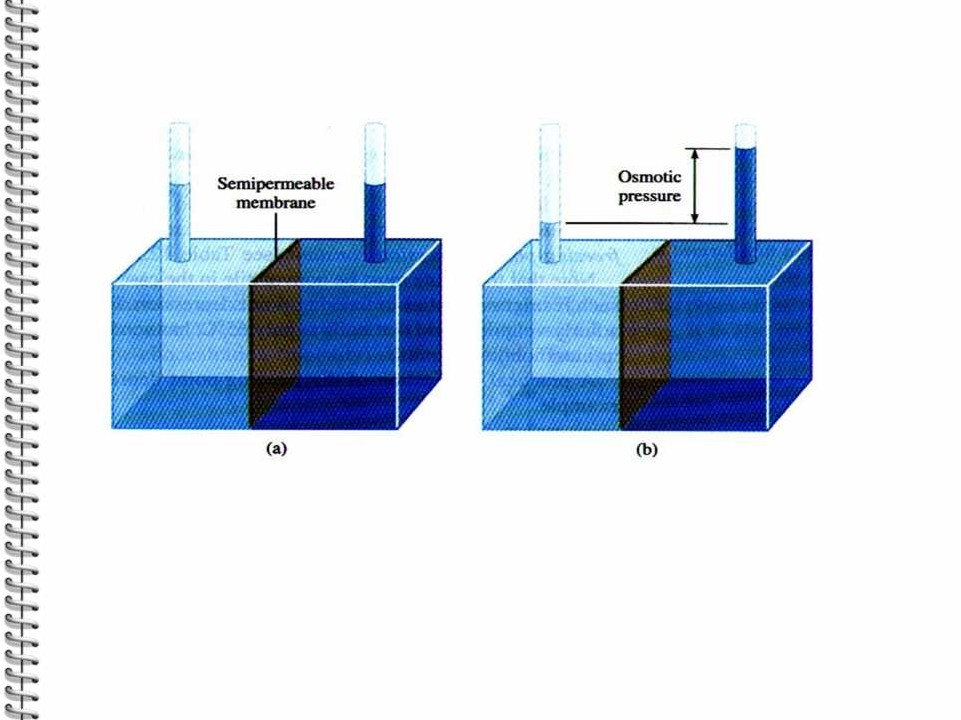 Semipermeable
membrane
Osmotic
pressure
(a)
(b)